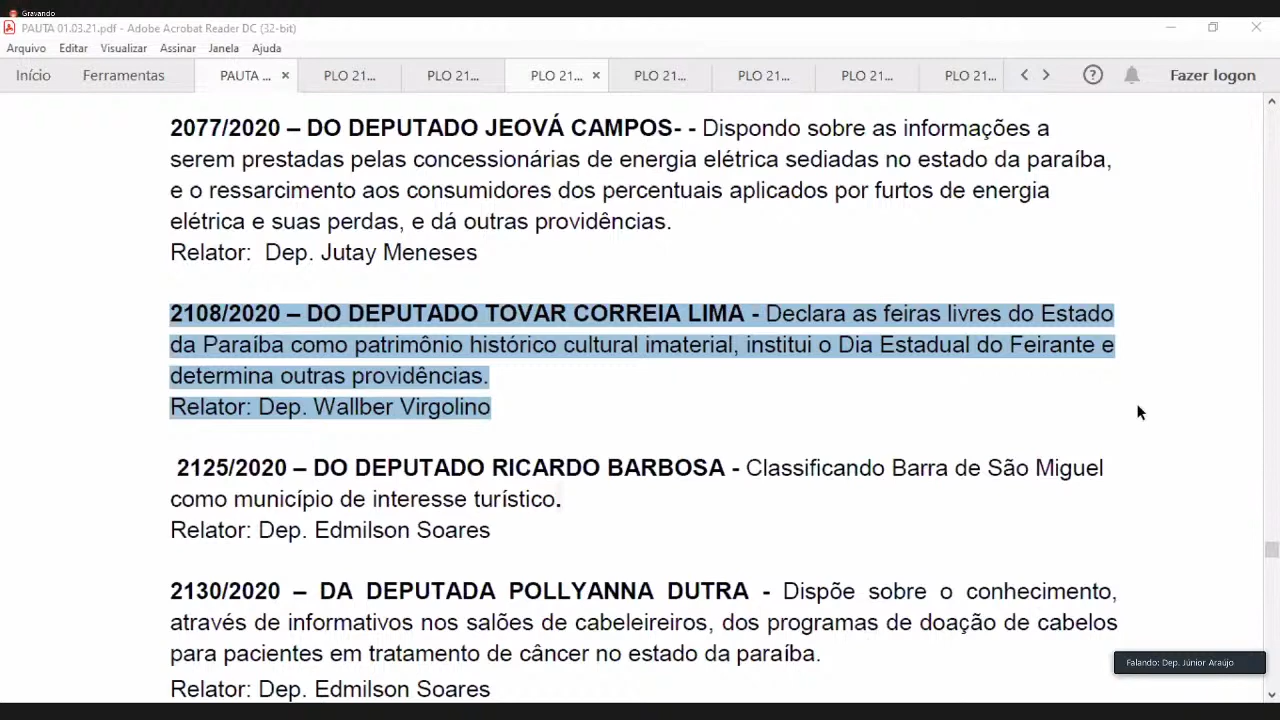 Gravando
PAUTA 01.03.21.pdf - Adobe Acrobat Reader DC (32-bit)
Arquivo Editar Visualizar Assinar Janela Ajuda
Início Ferramentas PAUTA ... × PLO 21... PLO 21... PLO 21... × PLO 21... PLO 21... PLO 21... PLO 21... Fazer logon
2077/2020 – DO DEPUTADO JEOVÁ CAMPOS- - Dispondo sobre as informações a
serem prestadas pelas concessionárias de energia elétrica sediadas no estado da paraíba,
e o ressarcimento aos consumidores dos percentuais aplicados por furtos de energia
elétrica e suas perdas, e dá outras providências.
Relator: Dep. Jutay Meneses
2108/2020 – DO DEPUTADO TOVAR CORREIA LIMA - Declara as feiras livres do Estado
da Paraíba como patrimônio histórico cultural imaterial, institui o Dia Estadual do Feirante e
determina outras providências.
Relator: Dep. Wallber Virgolino
2125/2020 – DO DEPUTADO RICARDO BARBOSA - Classificando Barra de São Miguel
como município de interesse turístico.
Relator: Dep. Edmilson Soares
2130/2020 – DA DEPUTADA POLLYANNA DUTRA - Dispõe sobre o conhecimento,
através de informativos nos salões de cabeleireiros, dos programas de doação de cabelos
para pacientes em tratamento de câncer no estado da paraíba.
Falando: Dep. Júnior Araújo
Relator: Dep. Edmilson Soares